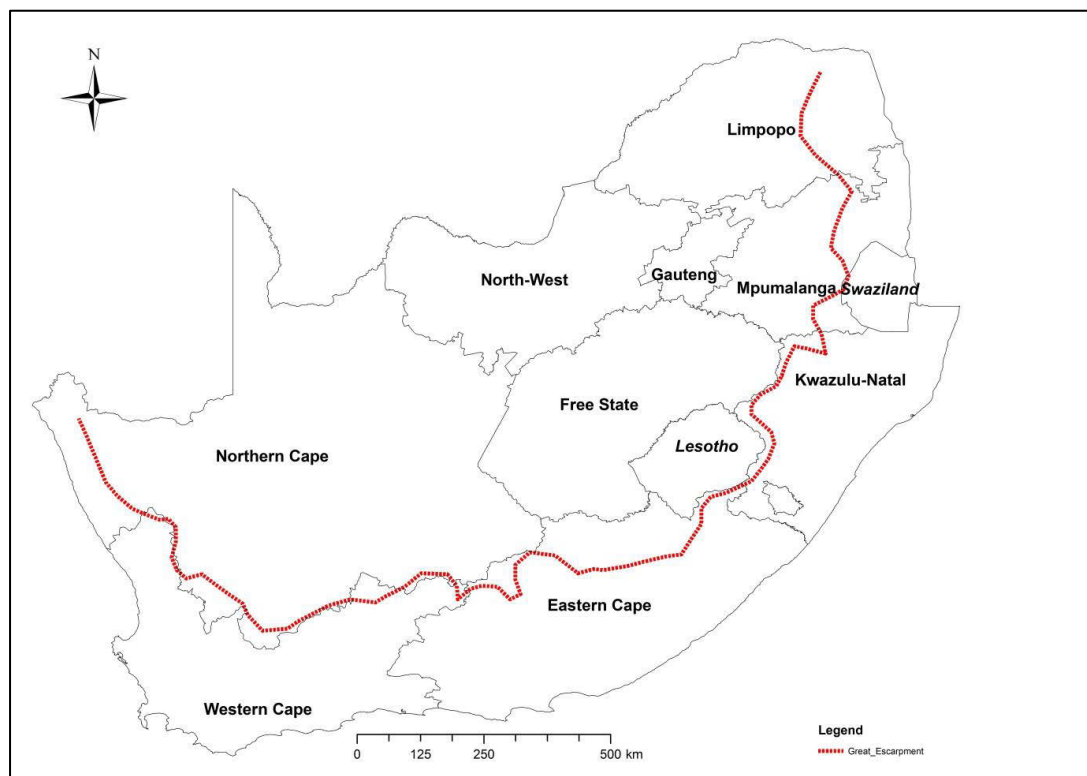 N
Limpopo
North-West
Gauteng
Mpumalanga
Swaziland
Kwazulu-Natal
Free State
Lesotho
Northern Cape
Eastern Cape
Western Cape
0 125 250 500 km
Legend
Great_Escarpment